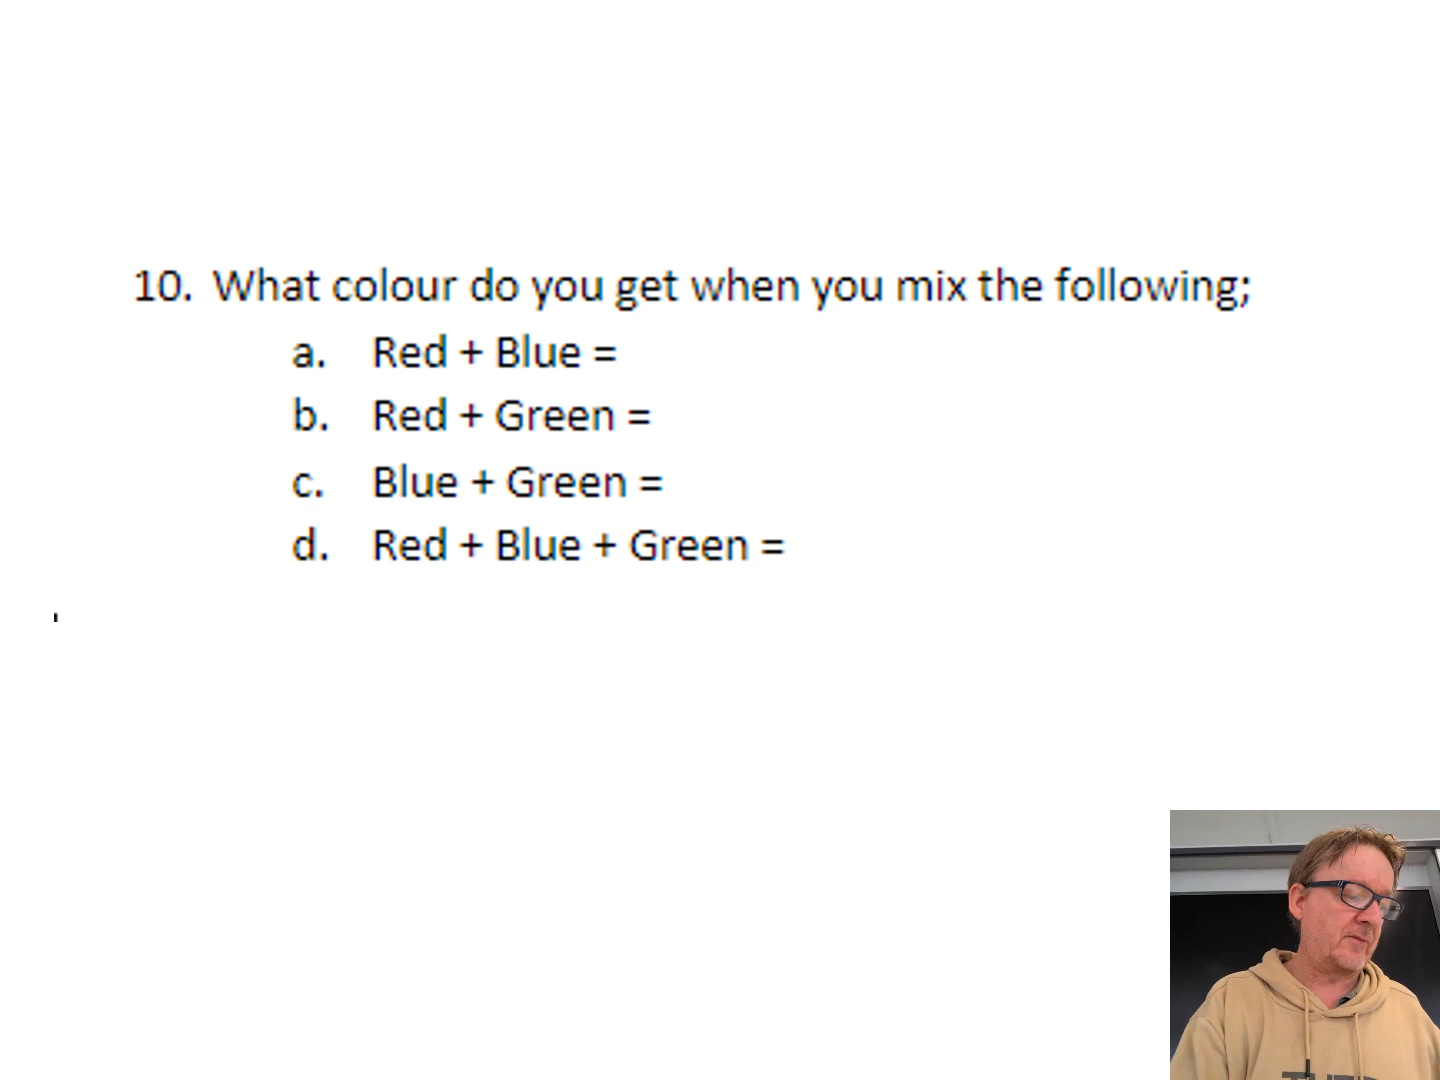 10. What colour do you get when you mix the following;
a. Red + Blue =
b. Red + Green =
c. Blue + Green =
d. Red + Blue + Green =